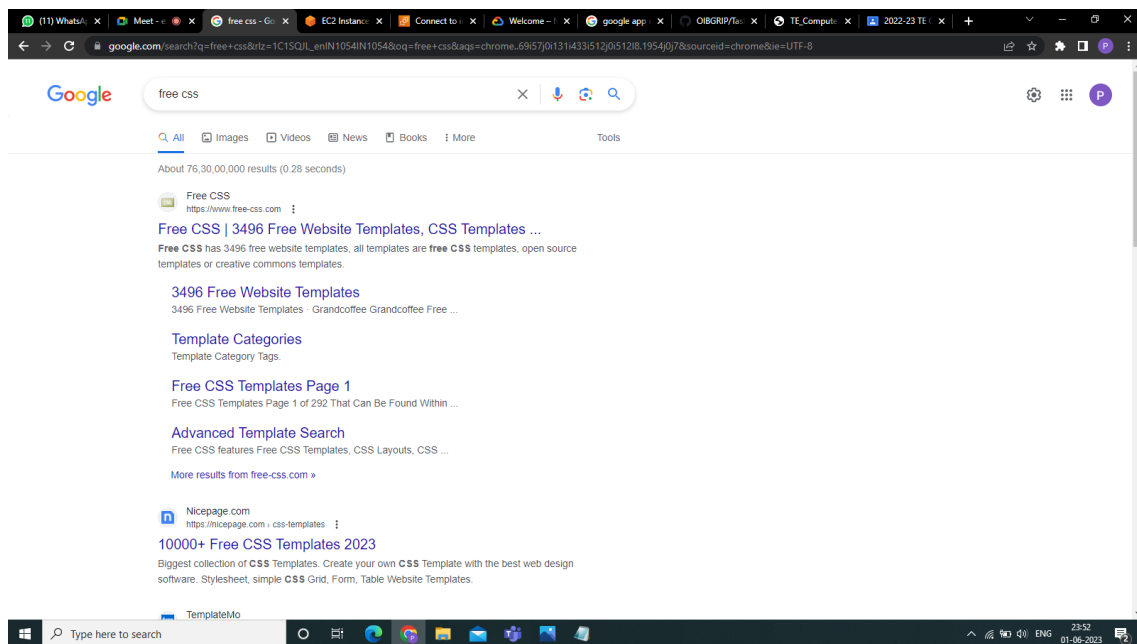 (11) WhatsA
Meet - e
free css - Go
EC2 Instance
Connect to i
Welcome – N
google app
OIBGRIP/Tas
TE_Compute
2022-23 TE (
google.com/search?q=free+css&rlz=1C1SQJL_enIN1054IN1054&oq=free+css&aqs=chrome..69i57j0i131i433i512j0i512l8.1954j0j7&sourceid=chrome&ie=UTF-8
P
Google
free css
P
All
Images
Videos
News
Books
More
Tools
About 76,30,00,000 results (0.28 seconds)
Free CSS
https://www.free-css.com
Free CSS | 3496 Free Website Templates, CSS Templates ...
Free CSS has 3496 free website templates, all templates are free CSS templates, open source
templates or creative commons templates.
3496 Free Website Templates
3496 Free Website Templates · Grandcoffee Grandcoffee Free ...
Template Categories
Template Category Tags.
Free CSS Templates Page 1
Free CSS Templates Page 1 of 292 That Can Be Found Within ...
Advanced Template Search
Free CSS features Free CSS Templates, CSS Layouts, CSS ...
More results from free-css.com »
Nicepage.com
https://nicepage.com › css-templates
10000+ Free CSS Templates 2023
Biggest collection of CSS Templates. Create your own CSS Template with the best web design
software. Stylesheet, simple CSS Grid, Form, Table Website Templates.
TemplateMo
Type here to search
ENG
23:52
01-06-2023
2